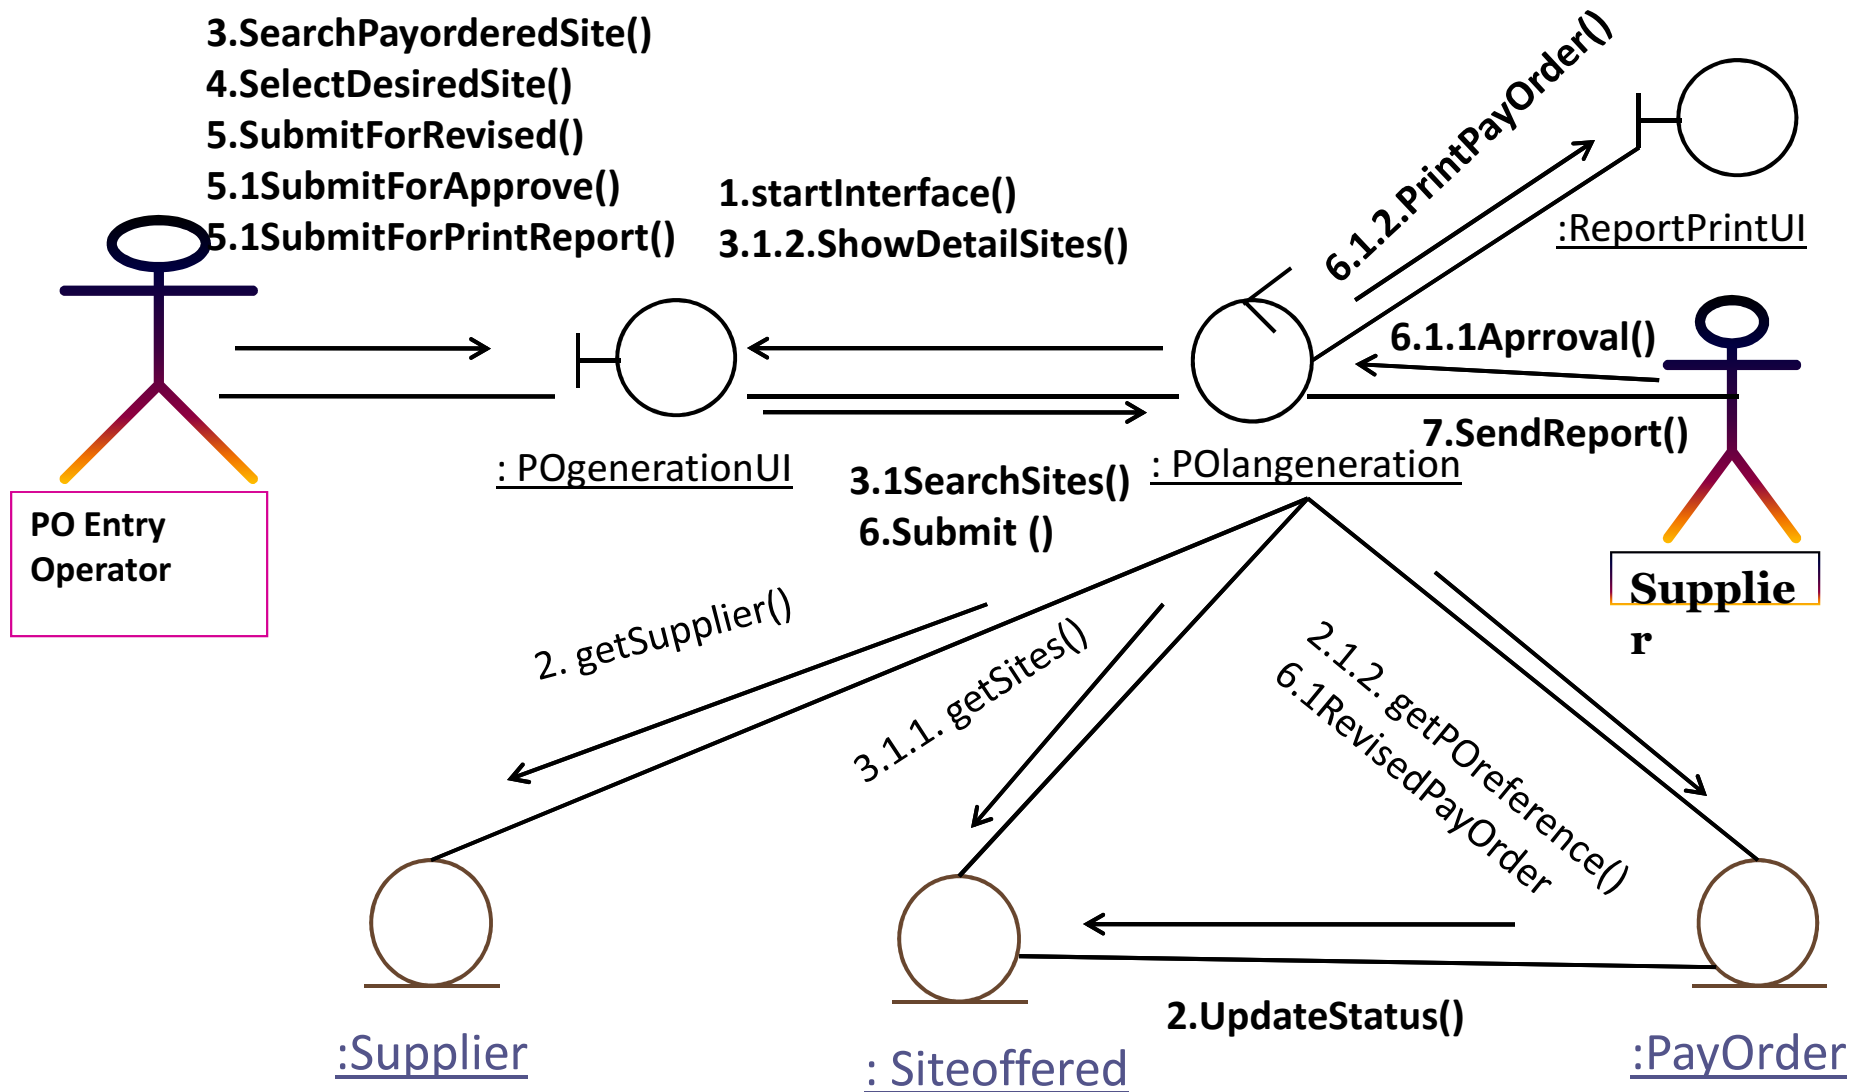 3.SearchPayorderedSite()
4.SelectDesiredSite()
5.SubmitForRevised()
5.1SubmitForApprove()
5.1SubmitForPrintReport()
1.startInterface()
3.1.2.ShowDetailSites()
6.1.2.PrintPayOrder()
:ReportPrintUI
6.1.1Aprroval()
7.SendReport()
: POgenerationUI
3.1SearchSites()
6.Submit ()
: POlangeneration
PO Entry
Operator
Supplie
r
2. getSupplier()
3.1.1. getSites()
2.1.2. getPOreference()
6.1RevisedPayOrder
2.UpdateStatus()
:Supplier
: Siteoffered
:PayOrder